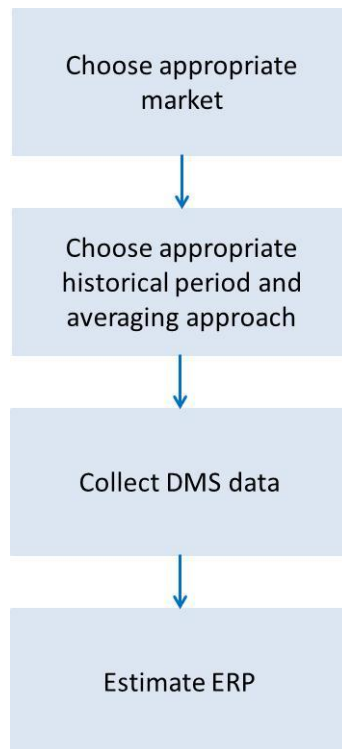 Choose appropriate
market
Choose appropriate
historical period and
averaging approach
Collect DMS data
Estimate ERP